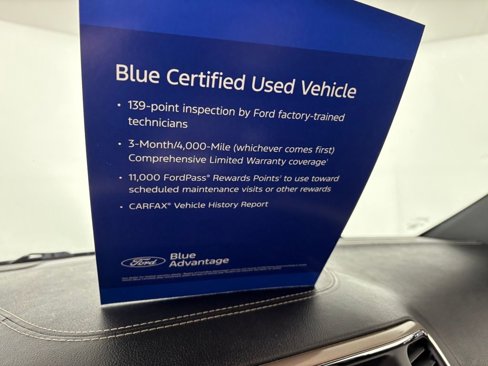 Blue Certified Used Vehicle
• 139-point inspection by Ford factory-trained
technicians
• 3-Month/4,000-Mile (whichever comes first)
Comprehensive Limited Warranty coverage¹
• 11,000 FordPass® Rewards Points² to use toward
scheduled maintenance visits or other rewards
• CARFAX® Vehicle History Report
Ford
Blue
Advantage